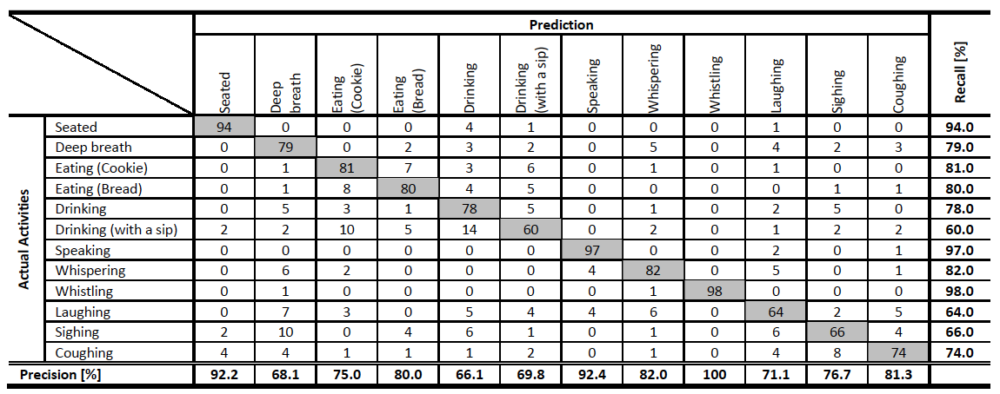 Prediction
Seated Deep breath Eating (Cookie) Eating (Bread) Drinking Drinking (with a sip) Speaking Whispering Whistling Laughing Sighing Coughing Recall [%]
Actual Activities
Seated 94 0 0 0 4 1 0 0 0 1 0 0 94.0
Deep breath 0 79 0 2 3 2 0 5 0 4 2 3 79.0
Eating (Cookie) 0 1 81 7 3 6 0 1 0 1 0 0 81.0
Eating (Bread) 0 1 8 80 4 5 0 0 0 0 1 1 80.0
Drinking 0 5 3 1 78 5 0 1 0 2 5 0 78.0
Drinking (with a sip) 2 2 10 5 14 60 0 2 0 1 2 2 60.0
Speaking 0 0 0 0 0 0 97 0 0 2 0 1 97.0
Whispering 0 6 2 0 0 0 4 82 0 5 0 1 82.0
Whistling 0 1 0 0 0 0 0 1 98 0 0 0 98.0
Laughing 0 7 3 0 5 4 4 6 0 64 2 5 64.0
Sighing 2 10 0 4 6 1 0 1 0 6 66 4 66.0
Coughing 4 4 1 1 1 2 0 1 0 4 8 74 74.0
Precision [%] 92.2 68.1 75.0 80.0 66.1 69.8 92.4 82.0 100 71.1 76.7 81.3